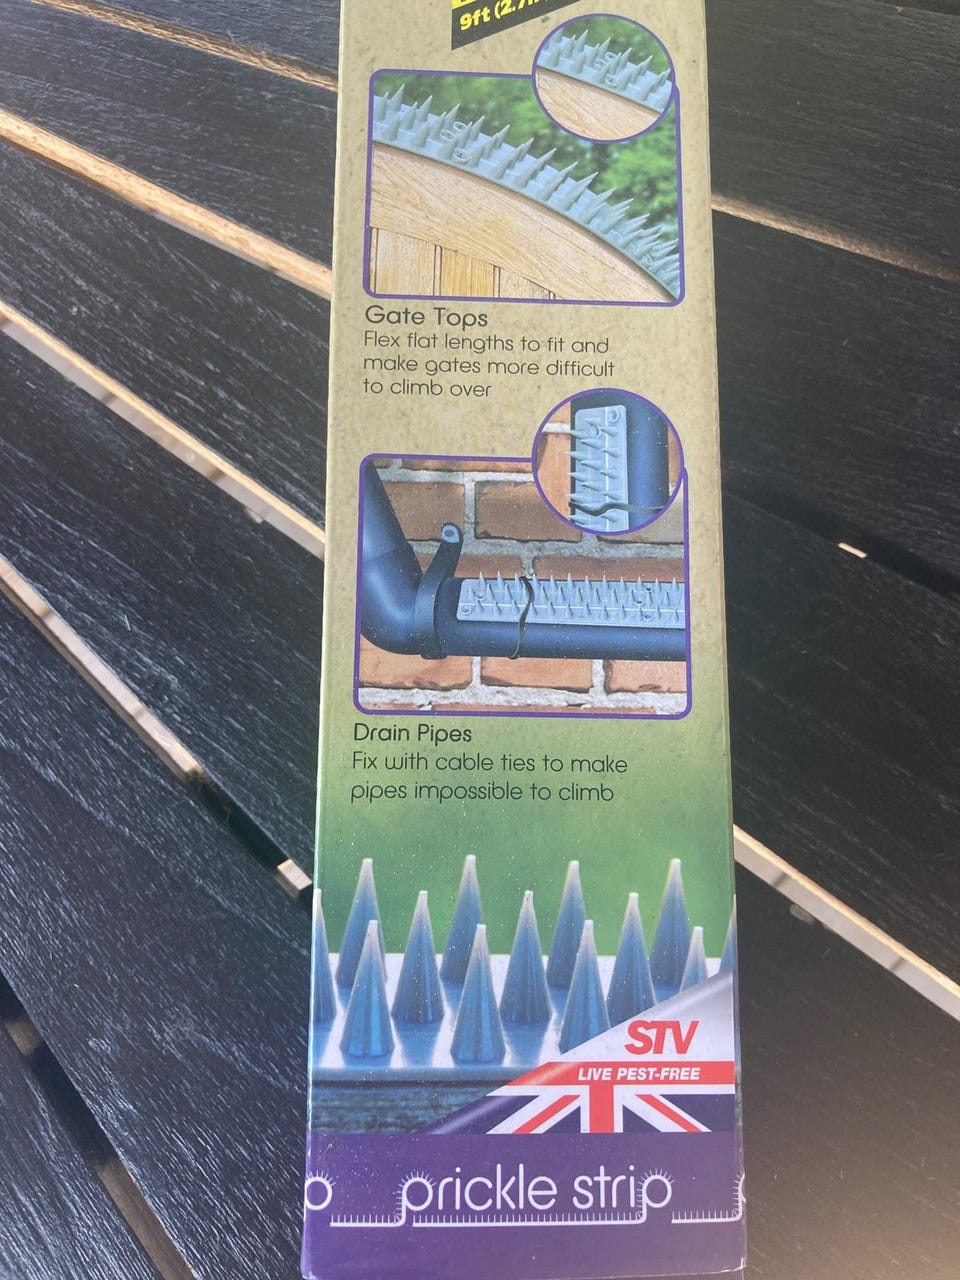 9ft
Gate Tops
Flex flat lengths to fit and
make gates more difficult
to climb over
Drain Pipes
Fix with cable ties to make
pipes impossible to climb
STV
LIVE PEST-FREE
prickle strip